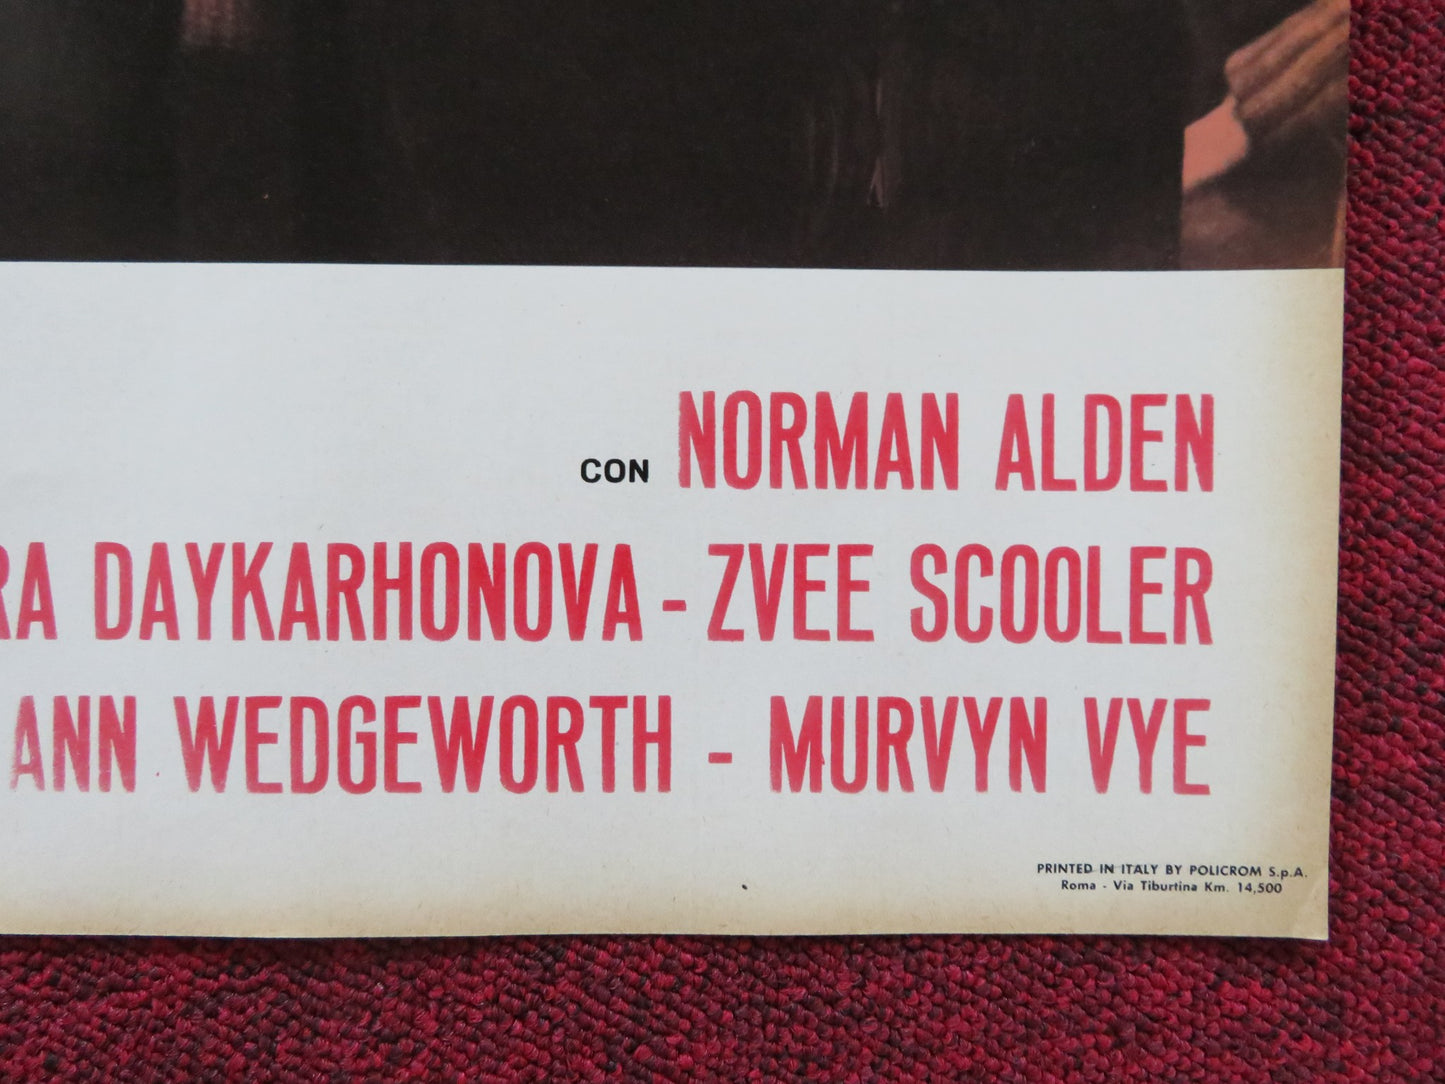 CON NORMAN ALDEN
RA DAYKARHONOVA - ZVEE SCOOLER
ANN WEDGEWORTH - MURVYN VYE
PRINTED IN ITALY BY POLICROM S.p.A.
Roma - Via Tiburtina Km. 14,500